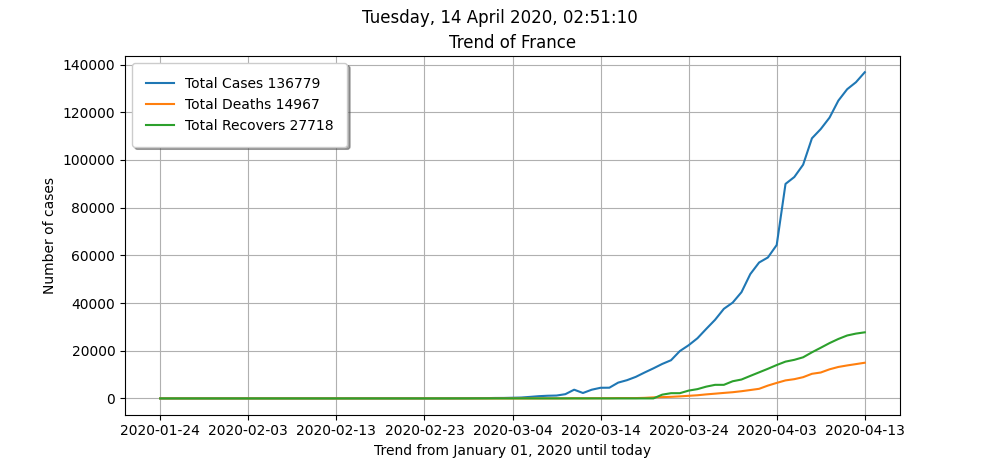 Tuesday, 14 April 2020, 02:51:10
Trend of France
Total Cases 136779
Total Deaths 14967
Total Recovers 27718
Number of cases
140000
120000
100000
80000
60000
40000
20000
0
2020-01-24 2020-02-03 2020-02-13 2020-02-23 2020-03-04 2020-03-14 2020-03-24 2020-04-03 2020-04-13
Trend from January 01, 2020 until today